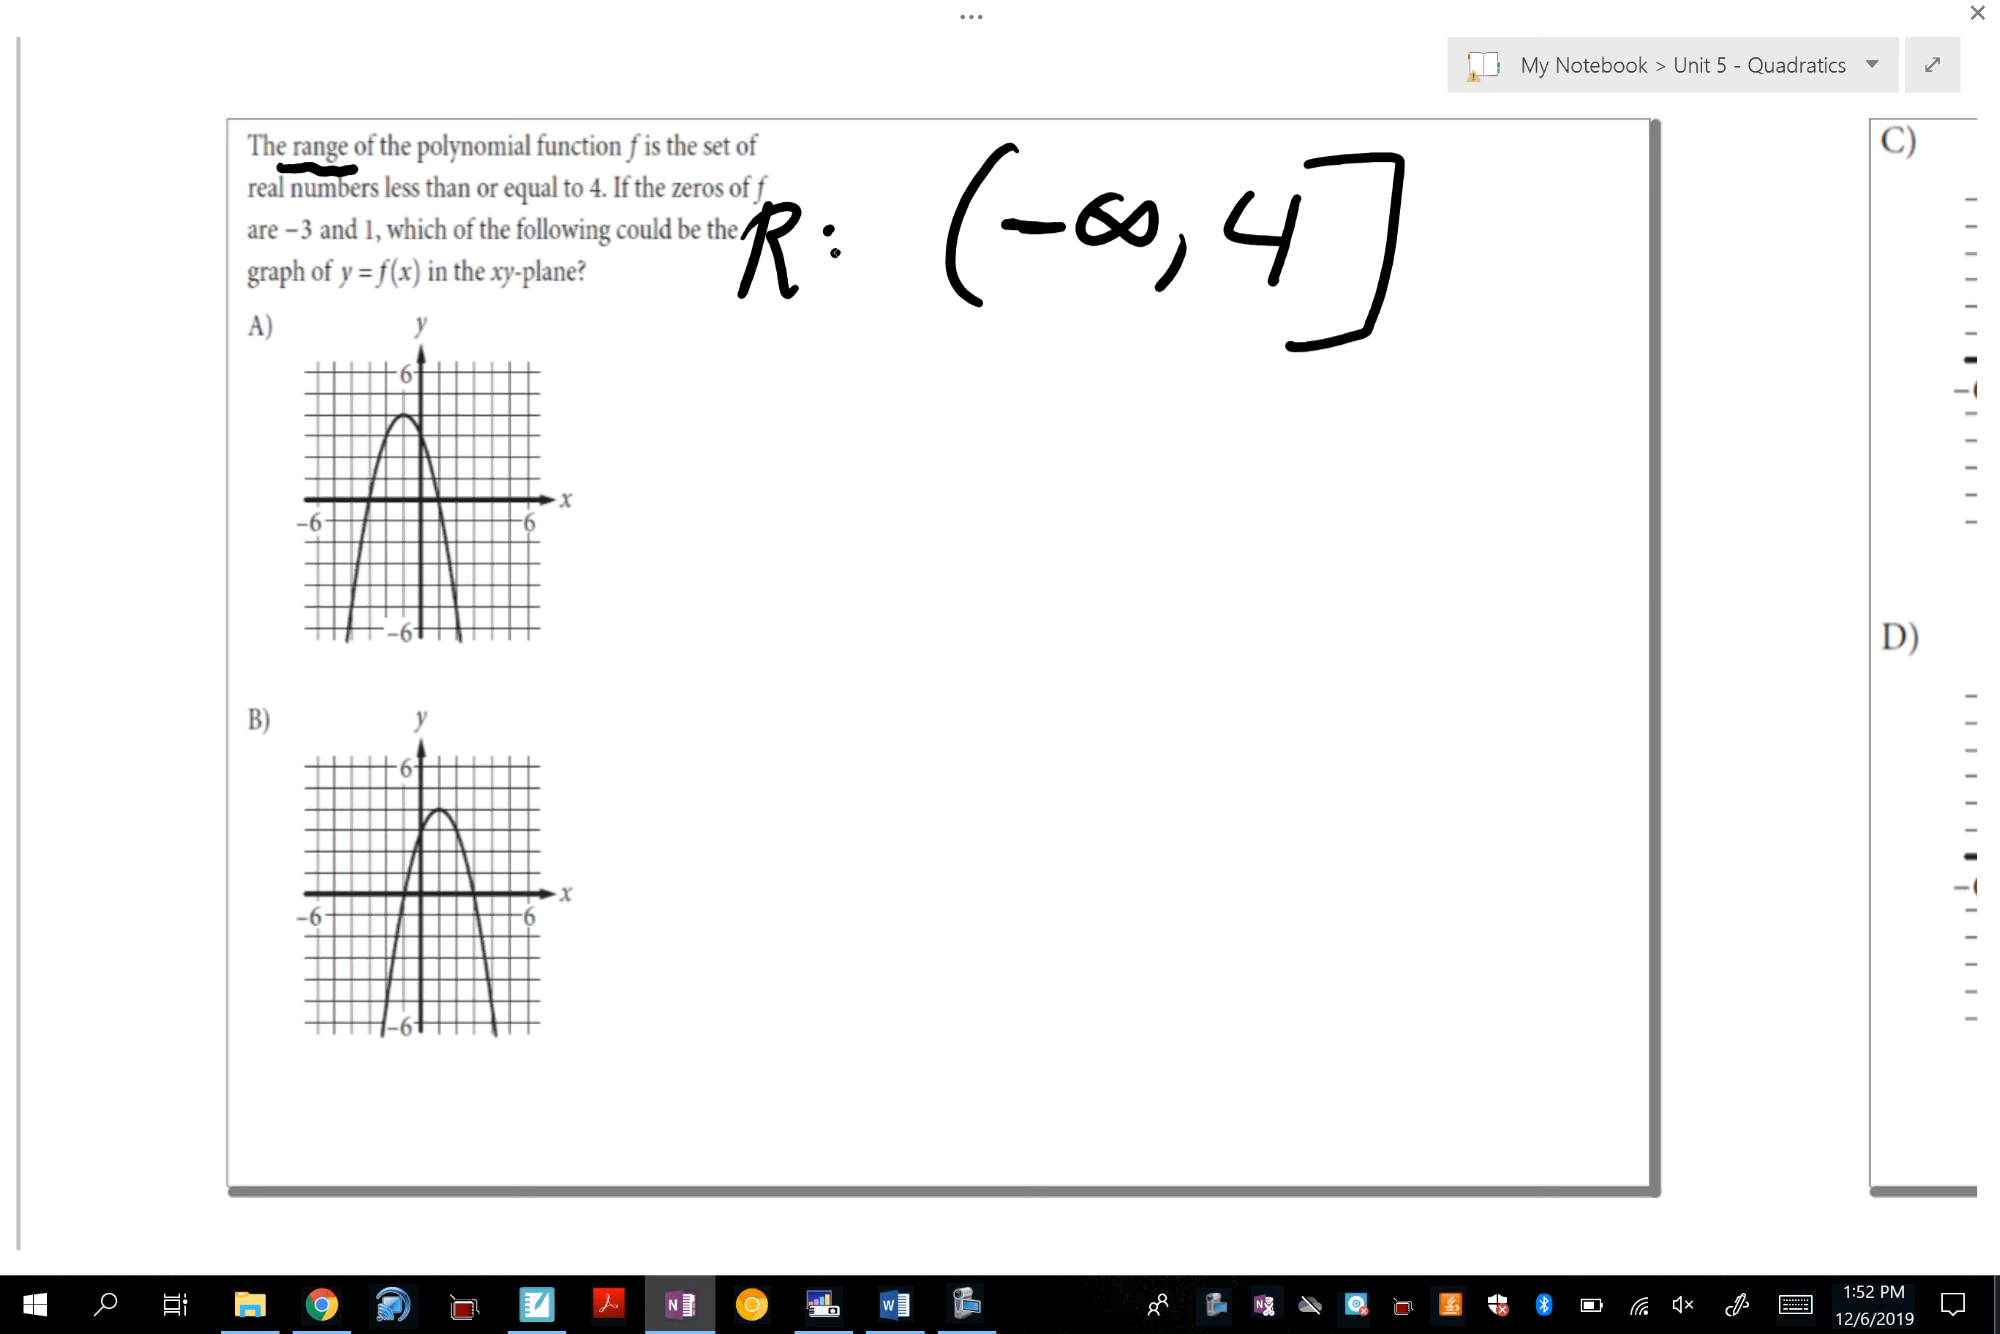 My Notebook > Unit 5 - Quadratics
The range of the polynomial function f is the set of
real numbers less than or equal to 4. If the zeros of f
are −3 and 1, which of the following could be the
graph of y = f(x) in the xy-plane?
R: (-∞, 4]
A)
y
6
x
−6
6
−6
B)
y
6
x
−6
6
−6
C)
D)
1:52 PM
12/6/2019